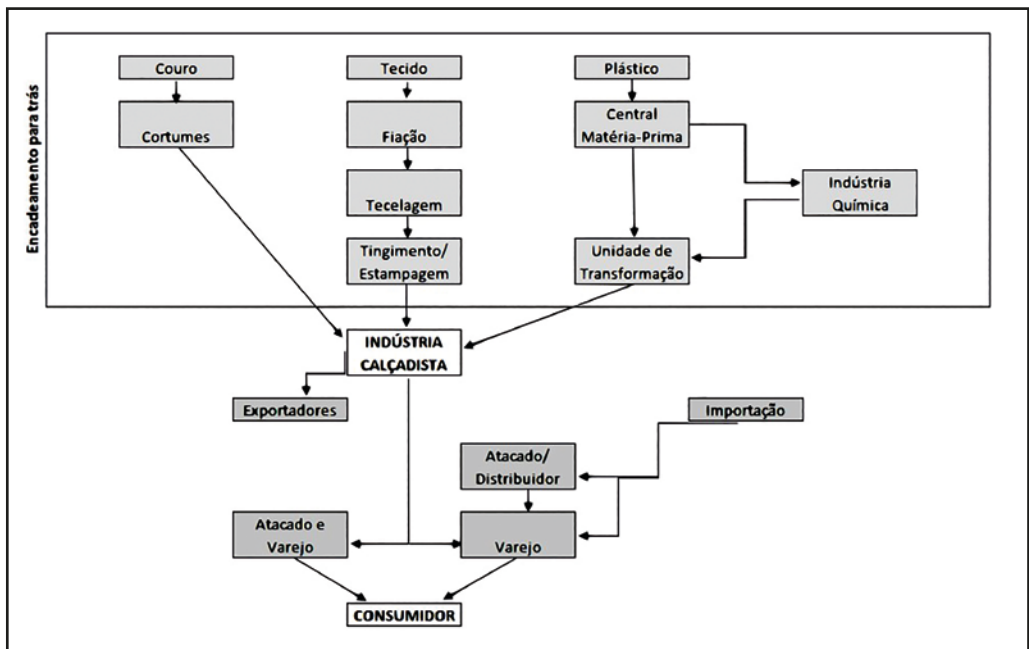 Encadeamento para trás
Couro
Tecido
Plástico
Cortumes
Fiação
Central
Matéria-Prima
Tecelagem
Indústria
Química
Tingimento/
Estampagem
Unidade de
Transformação
INDÚSTRIA
CALÇADISTA
Exportadores
Importação
Atacado/
Distribuidor
Atacado e
Varejo
Varejo
CONSUMIDOR